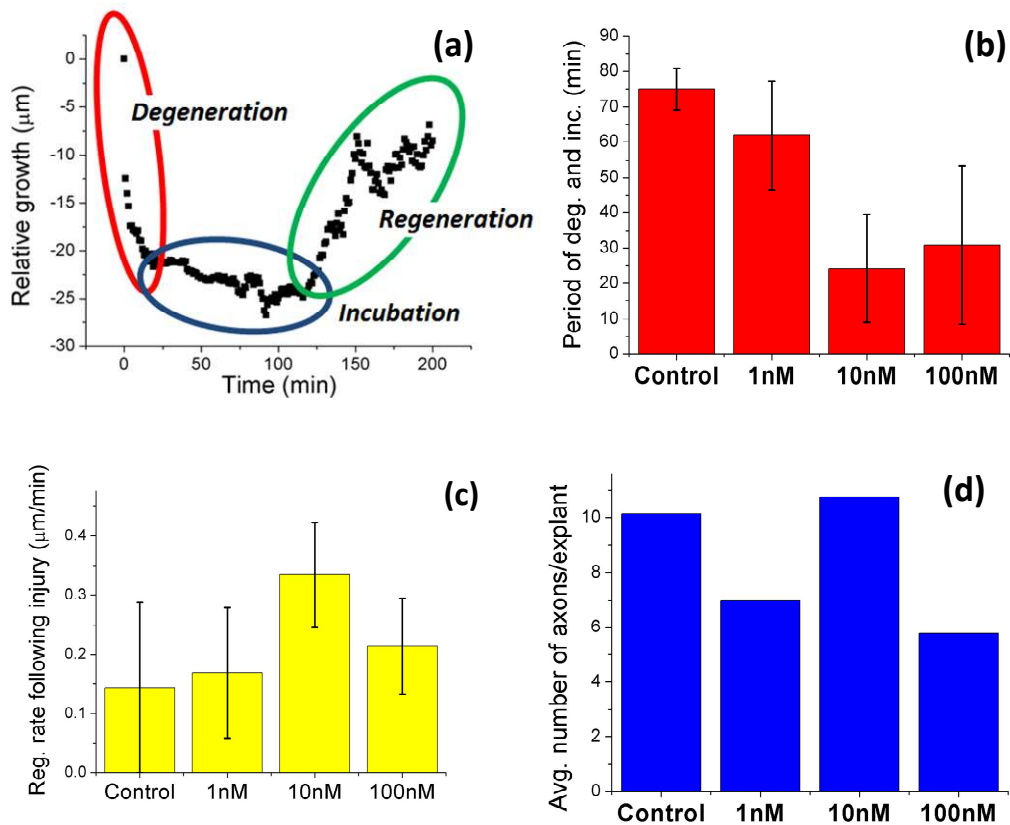 (a)
Relative growth (μm)
0
-5
-10
-15
-20
-25
-30
Degeneration
Regeneration
Incubation
0 50 100 150 200
Time (min)
(b)
Period of deg. and inc. (min)
90
80
70
60
50
40
30
20
10
0
Control 1nM 10nM 100nM
(c)
Reg. rate following injury (μm/min)
0.4
0.3
0.2
0.1
0.0
Control 1nM 10nM 100nM
(d)
Avg. number of axons/explant
10
8
6
4
2
0
Control 1nM 10nM 100nM